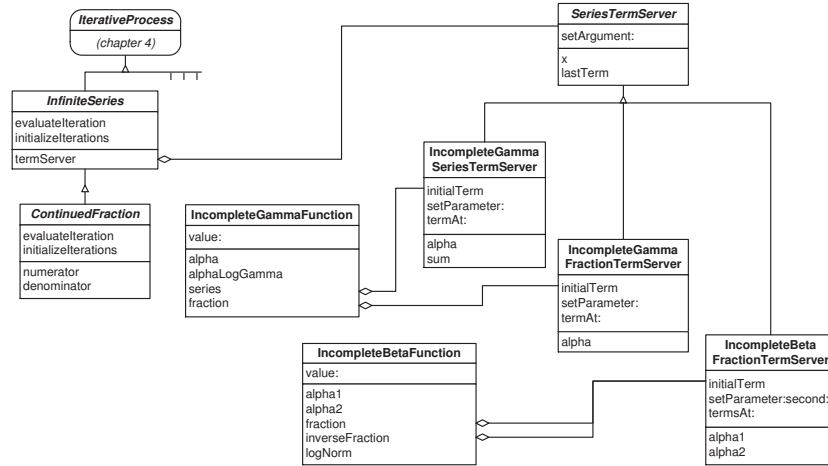 IterativeProcess
(chapter 4)
SeriesTermServer
setArgument:
x
lastTerm
InfiniteSeries
evaluateIteration
initializeIterations
termServer
IncompleteGamma
SeriesTermServer
initialTerm
setParameter:
termAt:
alpha
sum
ContinuedFraction
evaluateIteration
initializeIterations
numerator
denominator
IncompleteGammaFunction
value:
alpha
alphaLogGamma
series
fraction
IncompleteGamma
FractionTermServer
initialTerm
setParameter:
termAt:
alpha
IncompleteBetaFunction
value:
alpha1
alpha2
fraction
inverseFraction
logNorm
IncompleteBeta
FractionTermServer
initialTerm
setParameter:second:
termsAt:
alpha1
alpha2